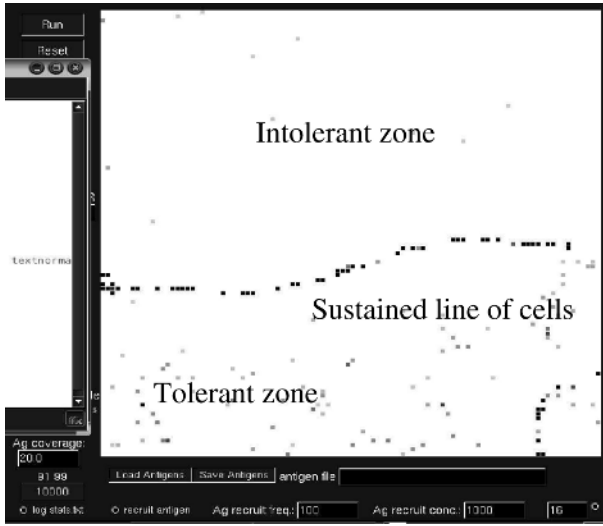 Run
Reset
Intolerant zone
textnorma
Sustained line of cells
Tolerant zone
Ag coverage:
20.0
91 99
10000
log stats.txt
Load Antigens Save Antigens antigen file
recruit antigen Ag recruit freq.: 100 Ag recruit conc.: 1000 16